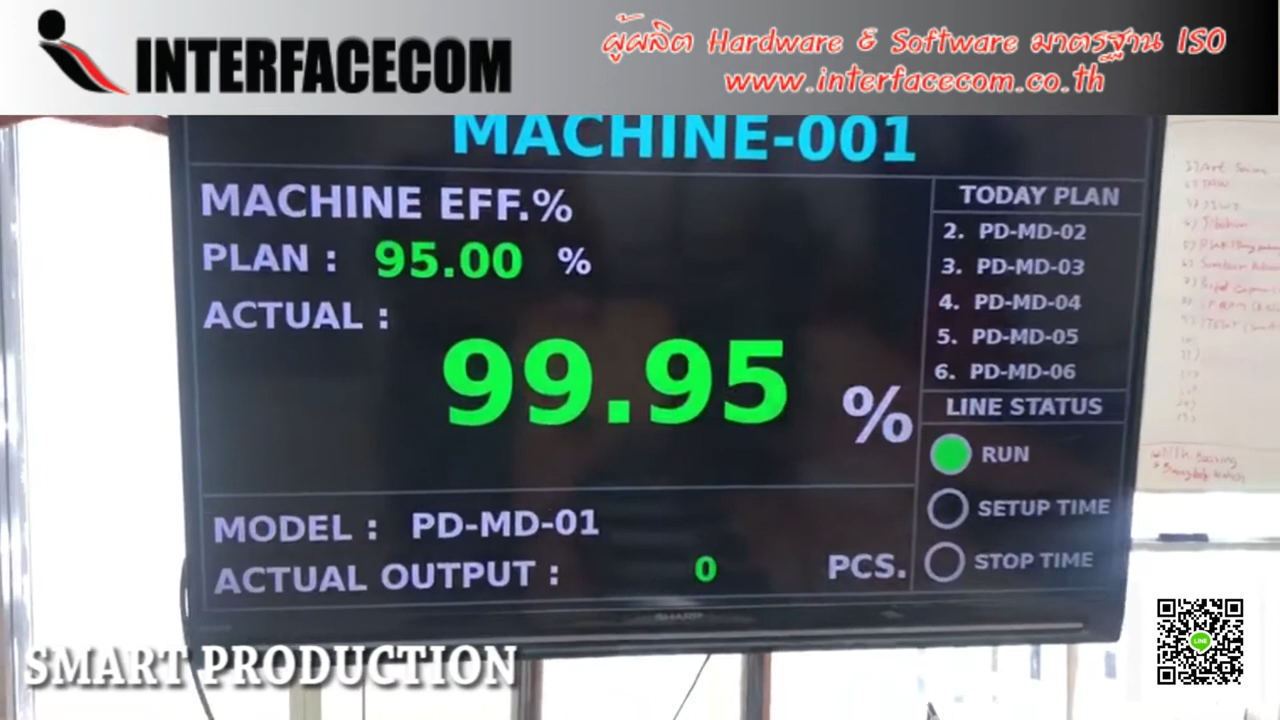 INTERFACECOM
ผู้ผลิต Hardware & Software มาตรฐาน ISO
www.interfacecom.co.th
MACHINE-001
MACHINE EFF.%
PLAN : 95.00 %
ACTUAL :
99.95 %
MODEL : PD-MD-01
ACTUAL OUTPUT : 0 PCS.
TODAY PLAN
2. PD-MD-02
3. PD-MD-03
4. PD-MD-04
5. PD-MD-05
6. PD-MD-06
LINE STATUS
RUN
SETUP TIME
STOP TIME
SHARP
SMART PRODUCTION
LINE